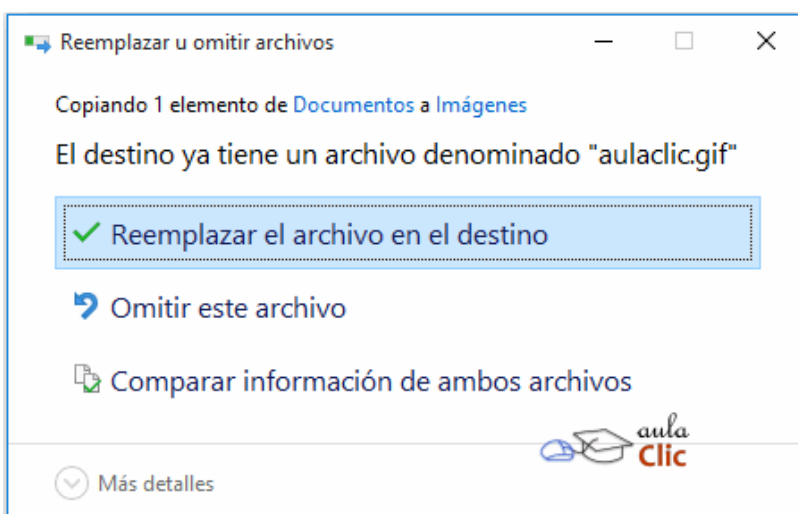 Reemplazar u omitir archivos
Copiando 1 elemento de Documentos a Imágenes
El destino ya tiene un archivo denominado "aulaclic.gif"
Reemplazar el archivo en el destino
Omitir este archivo
Comparar información de ambos archivos
aula
Clic
Más detalles